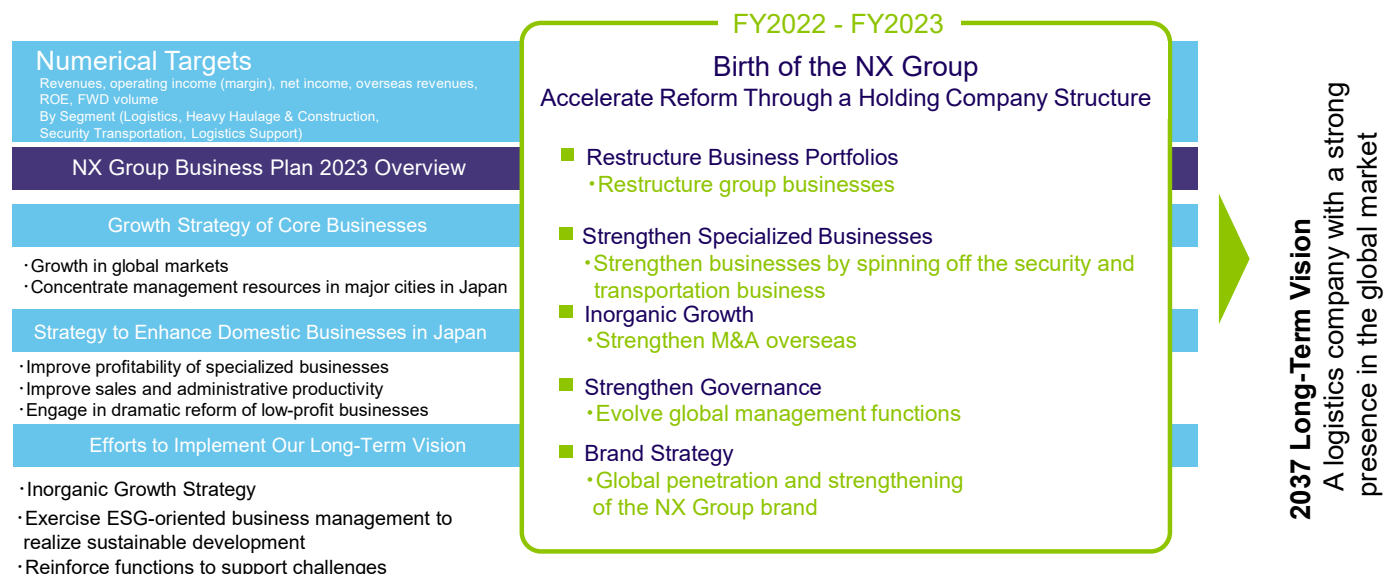 Numerical Targets
Revenues, operating income (margin), net income, overseas revenues,
ROE, FWD volume
By Segment (Logistics, Heavy Haulage & Construction,
Security Transportation, Logistics Support)
NX Group Business Plan 2023 Overview
Growth Strategy of Core Businesses
・Growth in global markets
・Concentrate management resources in major cities in Japan
Strategy to Enhance Domestic Businesses in Japan
・Improve profitability of specialized businesses
・Improve sales and administrative productivity
・Engage in dramatic reform of low-profit businesses
Efforts to Implement Our Long-Term Vision
・Inorganic Growth Strategy
・Exercise ESG-oriented business management to
realize sustainable development
・Reinforce functions to support challenges
FY2022 - FY2023
Birth of the NX Group
Accelerate Reform Through a Holding Company Structure
Restructure Business Portfolios
・Restructure group businesses
Strengthen Specialized Businesses
・Strengthen businesses by spinning off the security and
transportation business
Inorganic Growth
・Strengthen M&A overseas
Strengthen Governance
・Evolve global management functions
Brand Strategy
・Global penetration and strengthening
of the NX Group brand
2037 Long-Term Vision
A logistics company with a strong
presence in the global market